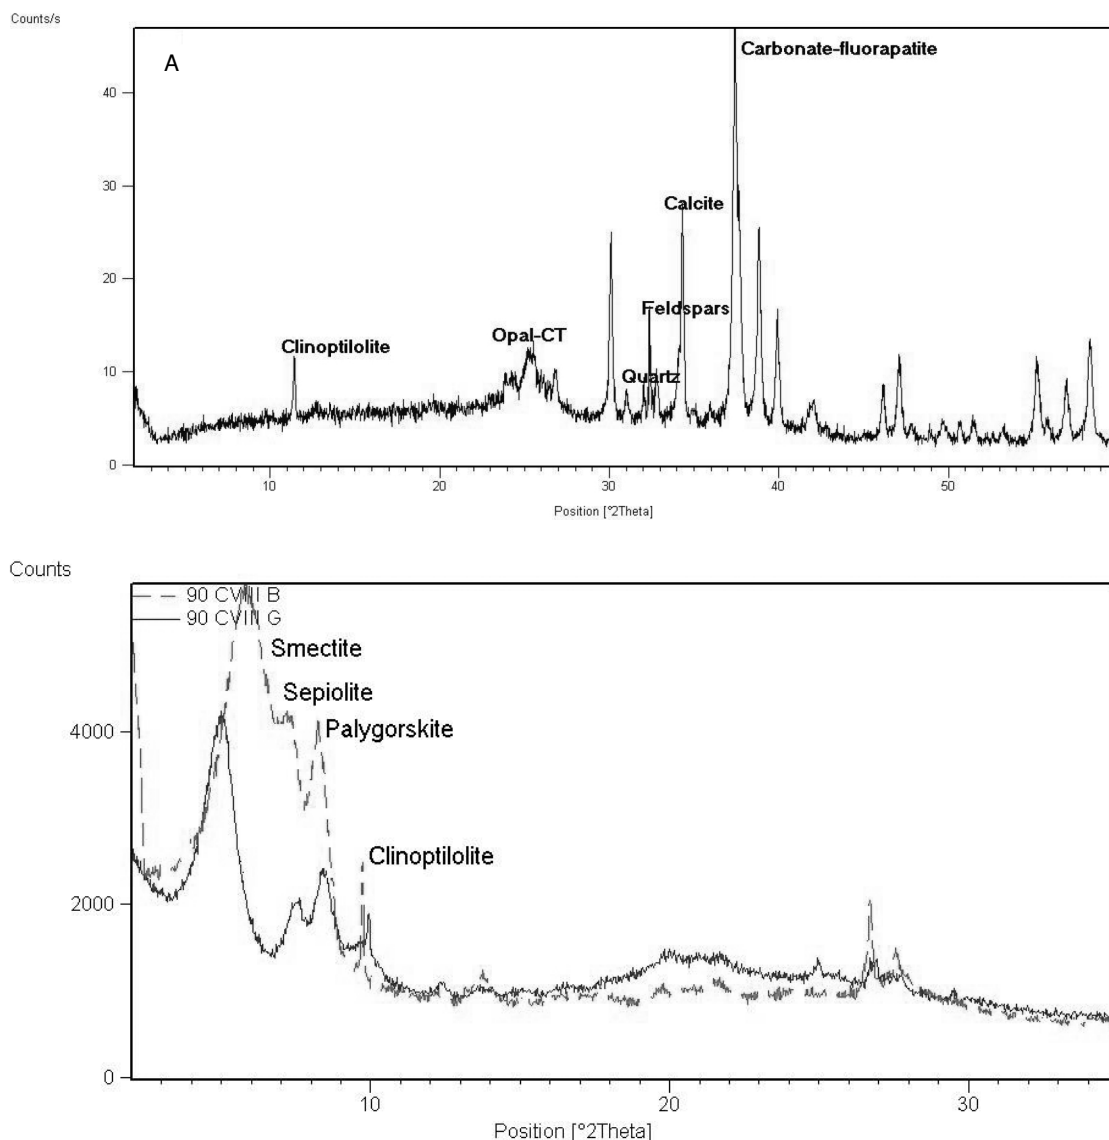 Counts/s
A
Carbonate-fluorapatite
40
30
Calcite
20
Feldspars
Opal-CT
Clinoptilolite
Quartz
10
0
10 20 30 40 50
Position [°2Theta]
Counts
90 CVIII B
90 CVIII G
Smectite
Sepiolite
Palygorskite
4000
Clinoptilolite
2000
0
10 20 30
Position [°2Theta]